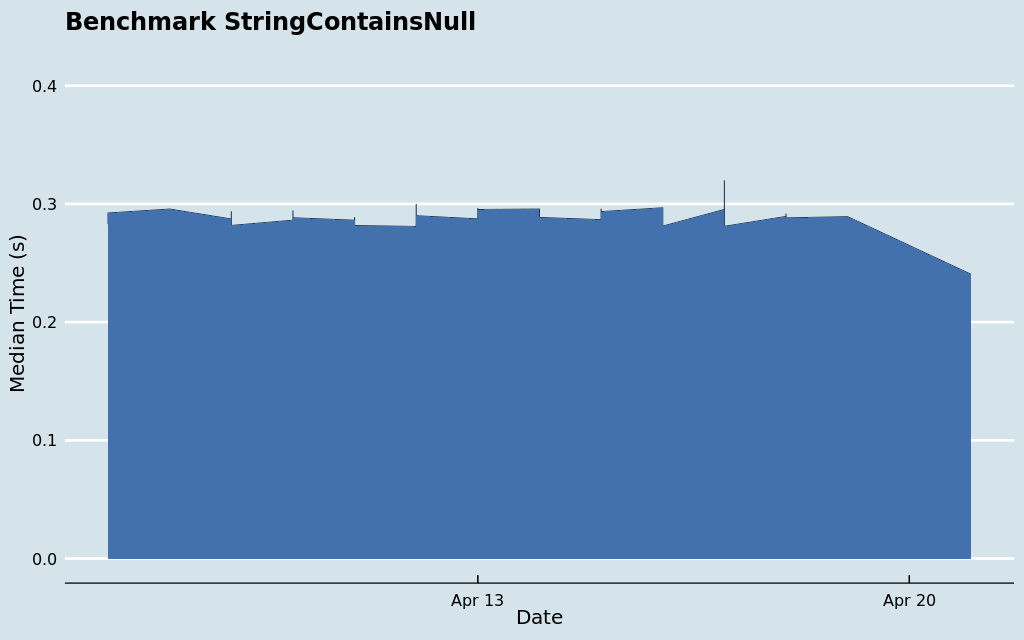 Benchmark StringContainsNull
0.4
0.3
0.2
0.1
0.0
Median Time (s)
Apr 13
Apr 20
Date